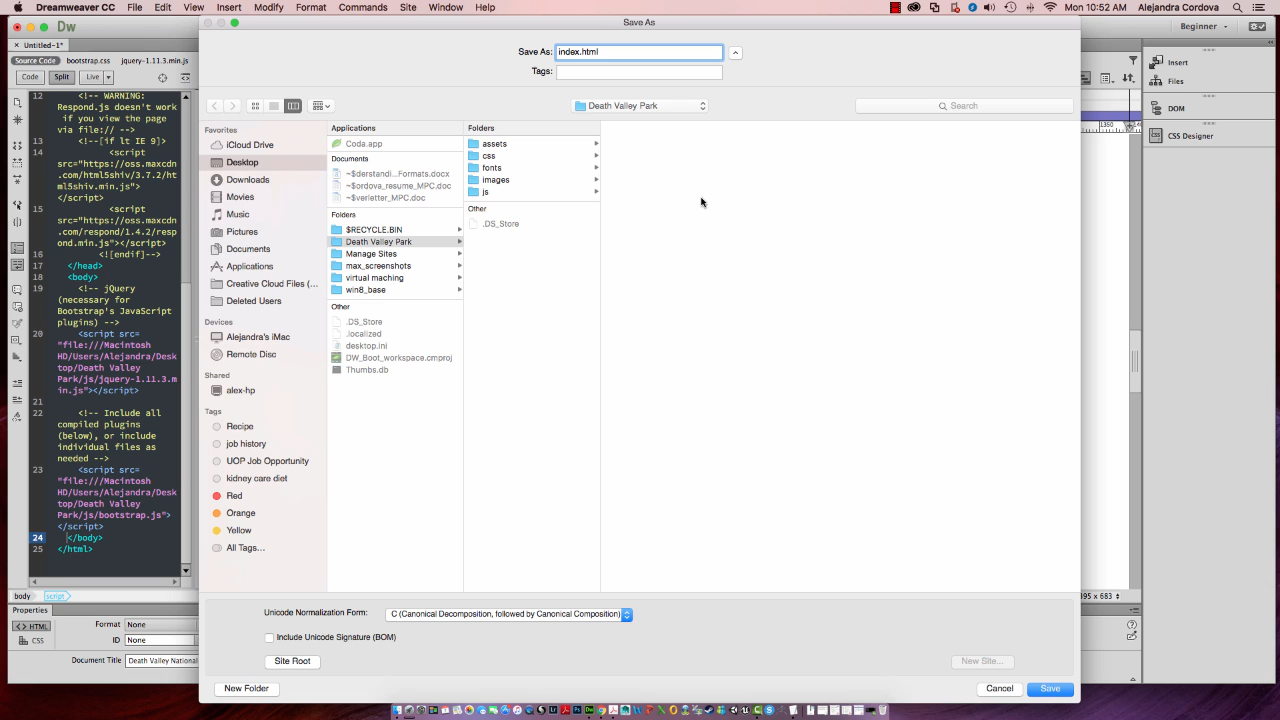 Dreamweaver CC File Edit View Insert Modify Format Commands Site Window Help Mon 10:52 AM Alejandra Cordova
Dw
Beginner
Save As
Untitled-1*
Source Code bootstrap.css jquery-1.11.3.min.js
Code Split Live
12 <!-- WARNING:
Respond.js doesn't work
if you view the page
via file:// -->
13 <!--[if lt IE 9]>
14 <script
src="https://oss.maxcdn
.com/html5shiv/3.7.2/ht
ml5shiv.min.js">
</script>
15 <script
src="https://oss.maxcdn
.com/respond/1.4.2/resp
ond.min.js"></script>
16 <![endif]-->
17 </head>
18 <body>
19 <!-- jQuery
(necessary for
Bootstrap's JavaScript
plugins) -->
20 <script src=
"file:///Macintosh
HD/Users/Alejandra/Desk
top/Death Valley
Park/js/jquery-1.11.3.m
in.js"></script>
21
22 <!-- Include all
compiled plugins
(below), or include
individual files as
needed -->
23 <script src=
"file:///Macintosh
HD/Users/Alejandra/Desk
top/Death Valley
Park/js/bootstrap.js">
</script>
24 </body>
25 </html>
body script
Properties
<> HTML
CSS
Format None
ID None
Document Title Death Valley National
Save As: index.html
Tags:
Death Valley Park
Search
Favorites
iCloud Drive
Desktop
Downloads
Movies
Music
Pictures
Documents
Applications
Creative Cloud Files (...
Deleted Users
Devices
Alejandra's iMac
Remote Disc
Shared
alex-hp
Tags
Recipe
job history
UOP Job Opportunity
kidney care diet
Red
Orange
Yellow
All Tags...
Applications
Coda.app
Documents
~$derstandi...Formats.docx
~$ordova_resume_MPC.doc
~$verletter_MPC.doc
Folders
$RECYCLE.BIN
Death Valley Park
Manage Sites
max_screenshots
virtual maching
win8_base
Other
.DS_Store
.localized
desktop.ini
DW_Boot_workspace.cmproj
Thumbs.db
Folders
assets
css
fonts
images
js
Other
.DS_Store
Unicode Normalization Form: C (Canonical Decomposition, followed by Canonical Composition)
Include Unicode Signature (BOM)
Site Root
New Site...
New Folder
Cancel
Save
Insert
Files
DOM
CSS Designer
1350
395 x 683